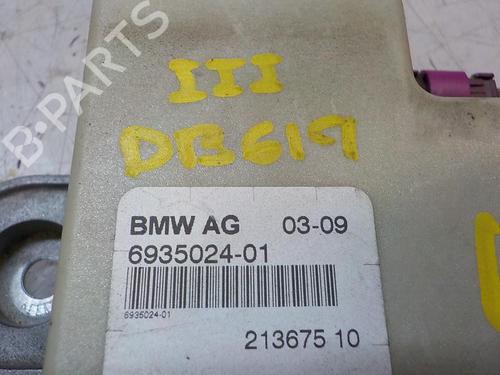 B-PARTS
III
DB619
BMW AG 03-09
6935024-01
6935024-01
213675 10